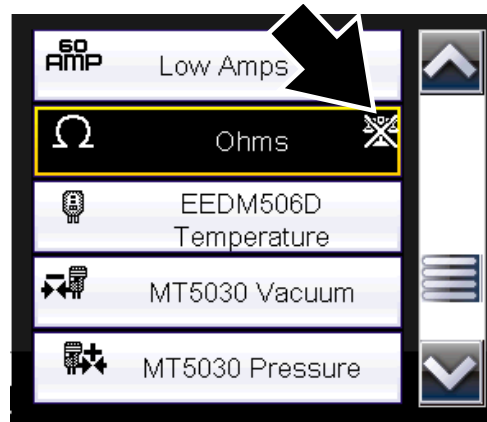 60
AMP
Low Amps
Ω
Ohms
EEDM506D
Temperature
MT5030 Vacuum
MT5030 Pressure